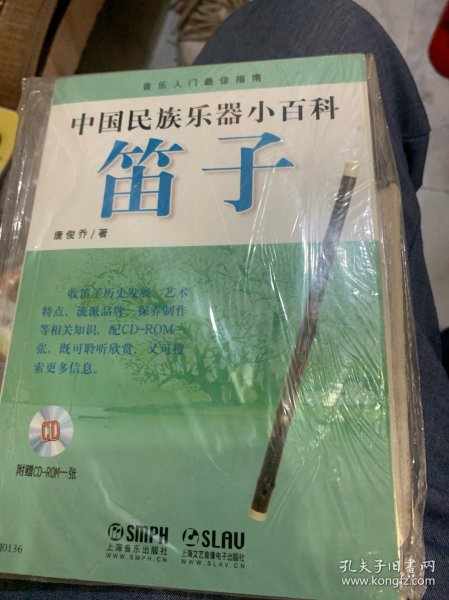 音乐入门最佳指南
中国民族乐器小百科
笛子
唐俊乔/著
收笛子历史发展、艺术
特点、流派品牌、保养制作
等相关知识，配CD-ROM一
张，既可聆听欣赏，又可搜
索更多信息。
CD
附赠CD-ROM一张
SMPH
上海音乐出版社
WWW.SMPH.CN
SLAV
上海文艺音像电子出版社
WWW.SLAV.CN
J0136
孔夫子旧书网
www.kongfz.com